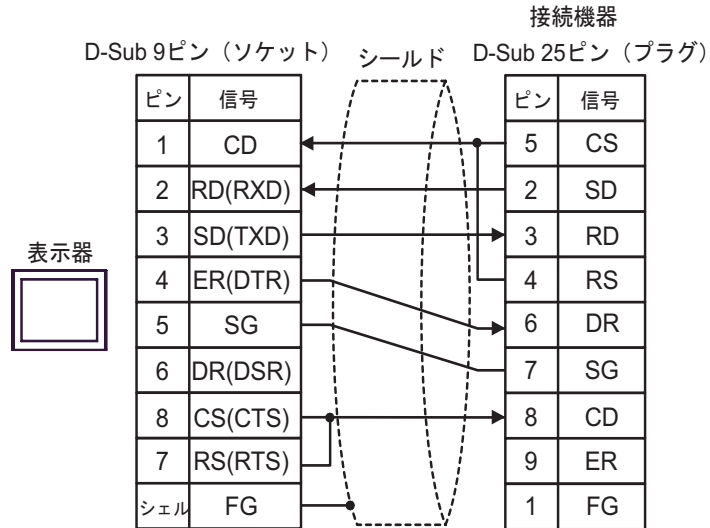 接続機器
D-Sub 9ピン（ソケット） シールド D-Sub 25ピン（プラグ）
ピン 信号 ピン 信号
1 CD 5 CS
2 RD(RXD) 2 SD
3 SD(TXD) 3 RD
表示器
4 ER(DTR) 4 RS
5 SG 6 DR
6 DR(DSR) 7 SG
8 CS(CTS) 8 CD
7 RS(RTS) 9 ER
シェル FG 1 FG